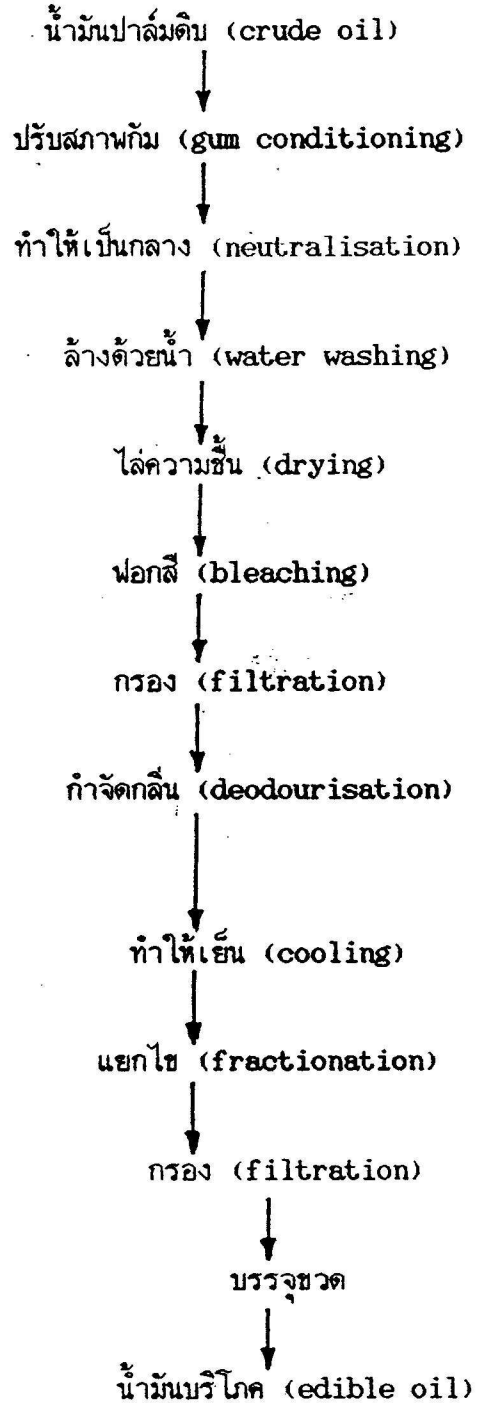 น้ำมันปาล์มดิบ (crude oil)
ปรับสภาพกัม (gum conditioning)
ทำให้เป็นกลาง (neutralisation)
ล้างด้วยน้ำ (water washing)
ไล่ความชื้น (drying)
ฟอกสี (bleaching)
กรอง (filtration)
กำจัดกลิ่น (deodourisation)
ทำให้เย็น (cooling)
แยกไข (fractionation)
กรอง (filtration)
บรรจุขวด
น้ำมันบริโภค (edible oil)